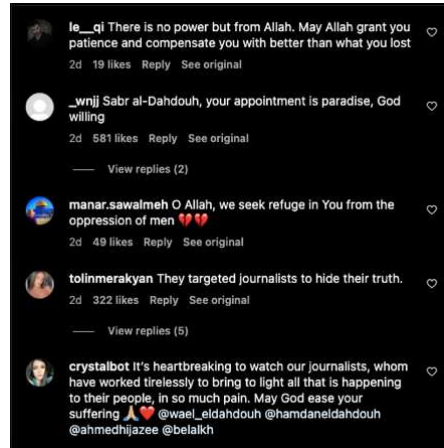 le__qi There is no power but from Allah. May Allah grant you
patience and compensate you with better than what you lost
2d 19 likes Reply See original
_wnjj Sabr al-Dahdouh, your appointment is paradise, God
willing
2d 581 likes Reply See original
View replies (2)
manar.sawalmeh O Allah, we seek refuge in You from the
oppression of men 💔💔
2d 49 likes Reply See original
tolinmerakyan They targeted journalists to hide their truth.
2d 322 likes Reply See original
View replies (5)
crystalbot It's heartbreaking to watch our journalists, whom
have worked tirelessly to bring to light all that is happening
to their people, in so much pain. May God ease your
suffering 🙏❤️ @wael_eldahdouh @hamdaneldahdouh
@ahmedhijazee @belalkh